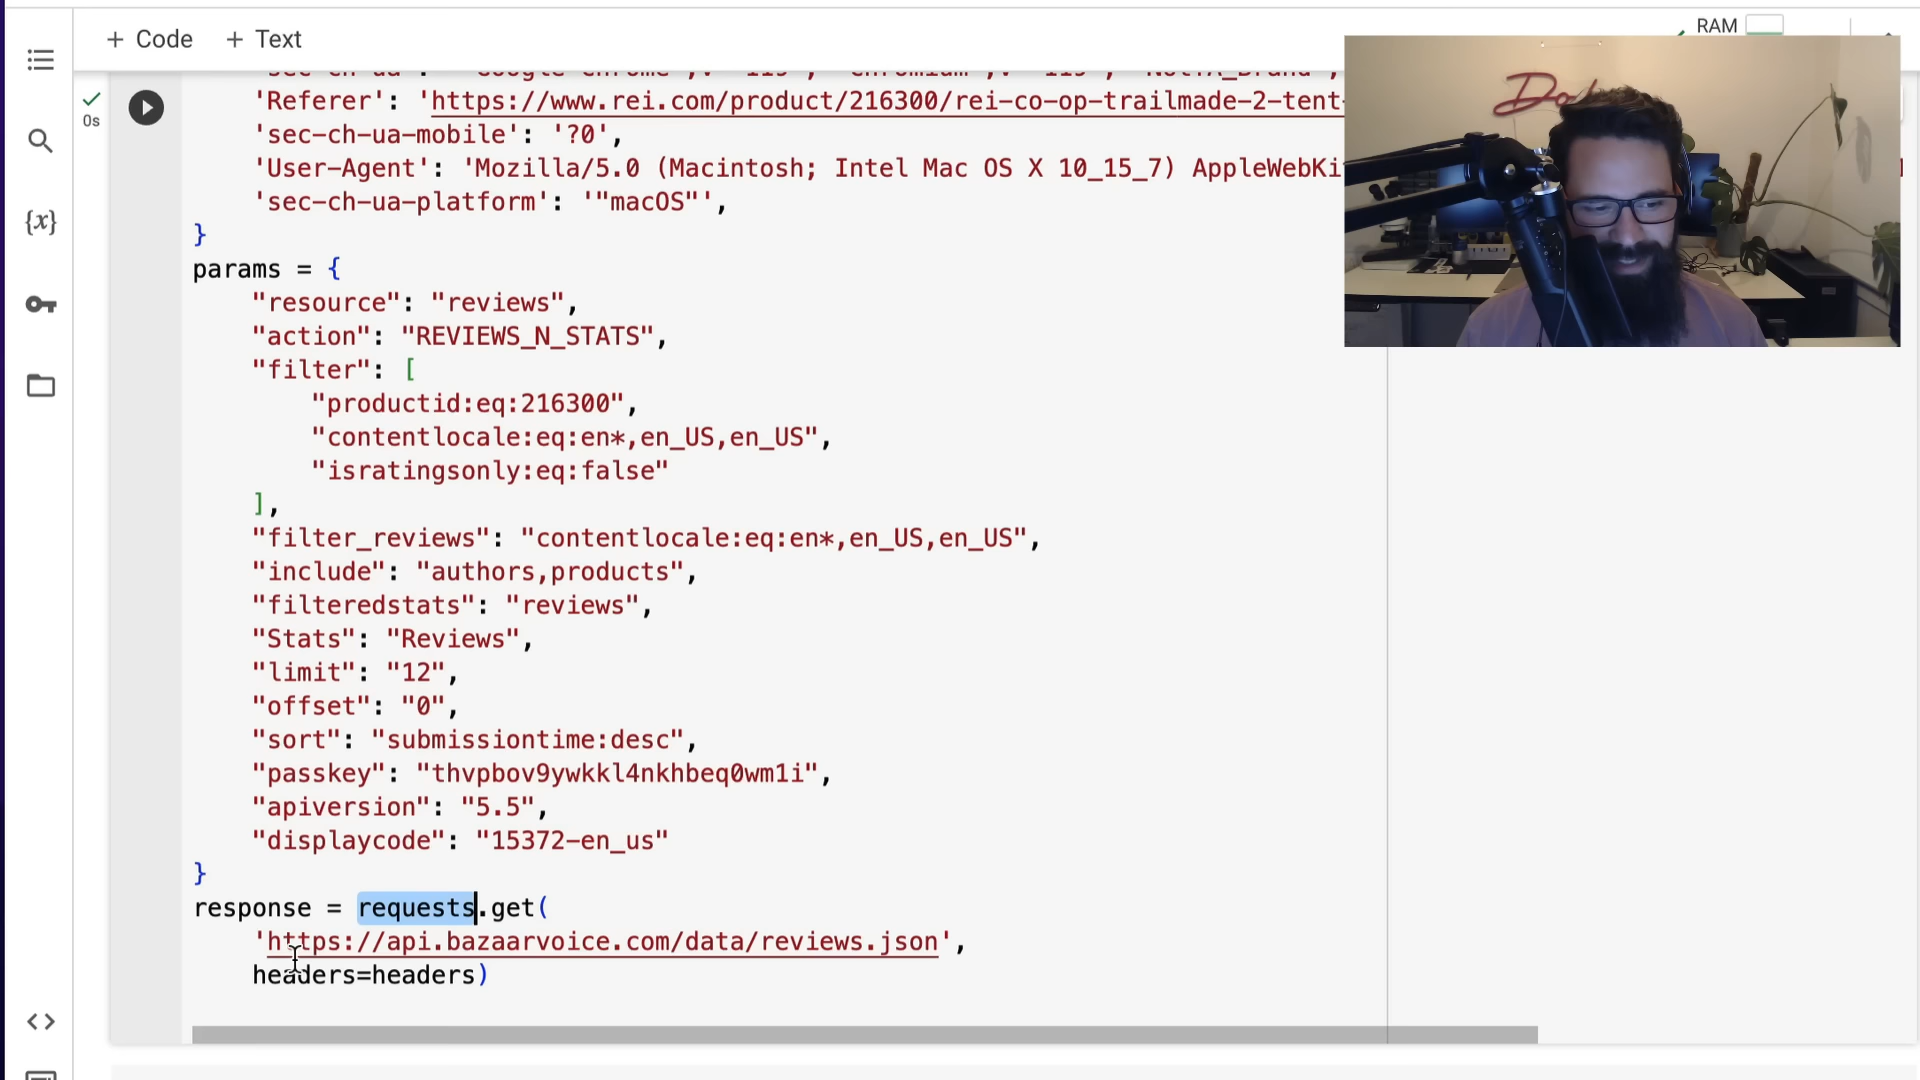 + Code + Text
RAM
'Referer': 'https://www.rei.com/product/216300/rei-co-op-trailmade-2-tent-
0s
'sec-ch-ua-mobile': '?0',
'User-Agent': 'Mozilla/5.0 (Macintosh; Intel Mac OS X 10_15_7) AppleWebKi
'sec-ch-ua-platform': '"macOS"',
}
params = {
"resource": "reviews",
"action": "REVIEWS_N_STATS",
"filter": [
"productid:eq:216300",
"contentlocale:eq:en*,en_US,en_US",
"isratingsonly:eq:false"
],
"filter_reviews": "contentlocale:eq:en*,en_US,en_US",
"include": "authors,products",
"filteredstats": "reviews",
"Stats": "Reviews",
"limit": "12",
"offset": "0",
"sort": "submissiontime:desc",
"passkey": "thvpbov9ywkkl4nkhbeq0wm1i",
"apiversion": "5.5",
"displaycode": "15372-en_us"
}
response = requests.get(
'https://api.bazaarvoice.com/data/reviews.json',
headers=headers)